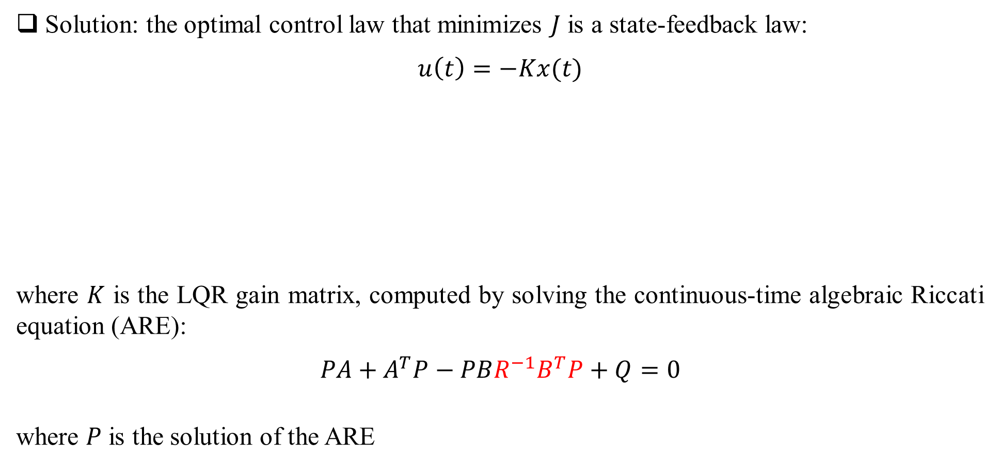 ❑ Solution: the optimal control law that minimizes J is a state-feedback law:
u(t) = −Kx(t)
where K is the LQR gain matrix, computed by solving the continuous-time algebraic Riccati
equation (ARE):
PA + AᵀP − PBR⁻¹BᵀP + Q = 0
where P is the solution of the ARE